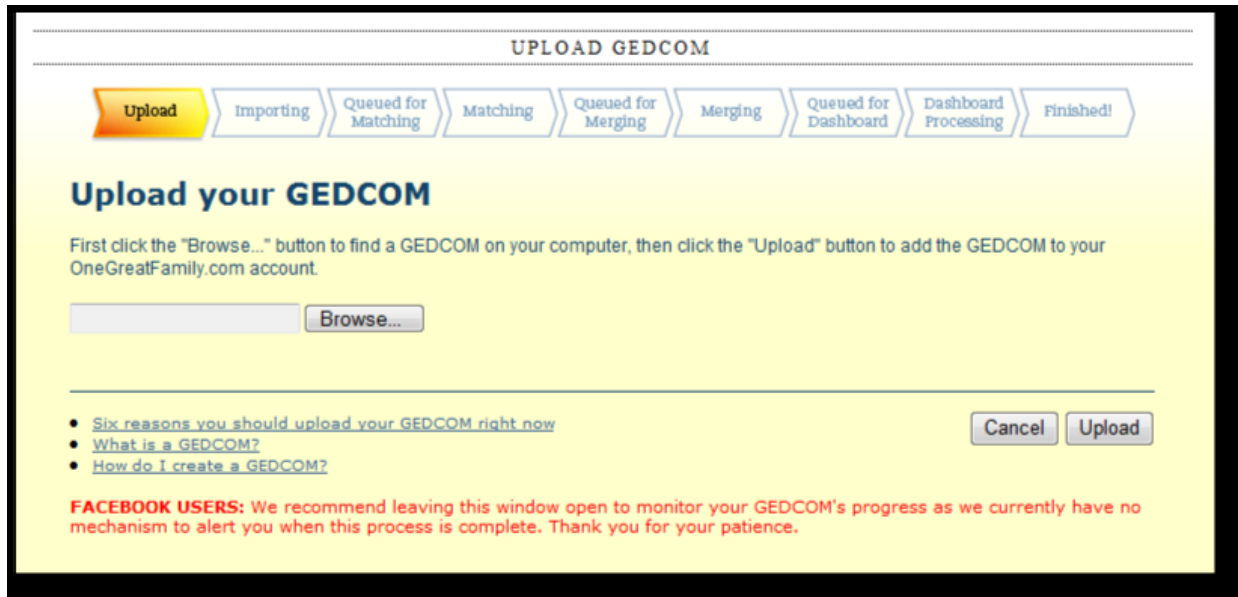 UPLOAD GEDCOM
Upload
Importing
Queued for
Matching
Matching
Queued for
Merging
Merging
Queued for
Dashboard
Dashboard
Processing
Finished!
Upload your GEDCOM
First click the "Browse..." button to find a GEDCOM on your computer, then click the "Upload" button to add the GEDCOM to your
OneGreatFamily.com account.
Browse...
Six reasons you should upload your GEDCOM right now
What is a GEDCOM?
How do I create a GEDCOM?
Cancel
Upload
FACEBOOK USERS: We recommend leaving this window open to monitor your GEDCOM's progress as we currently have no
mechanism to alert you when this process is complete. Thank you for your patience.